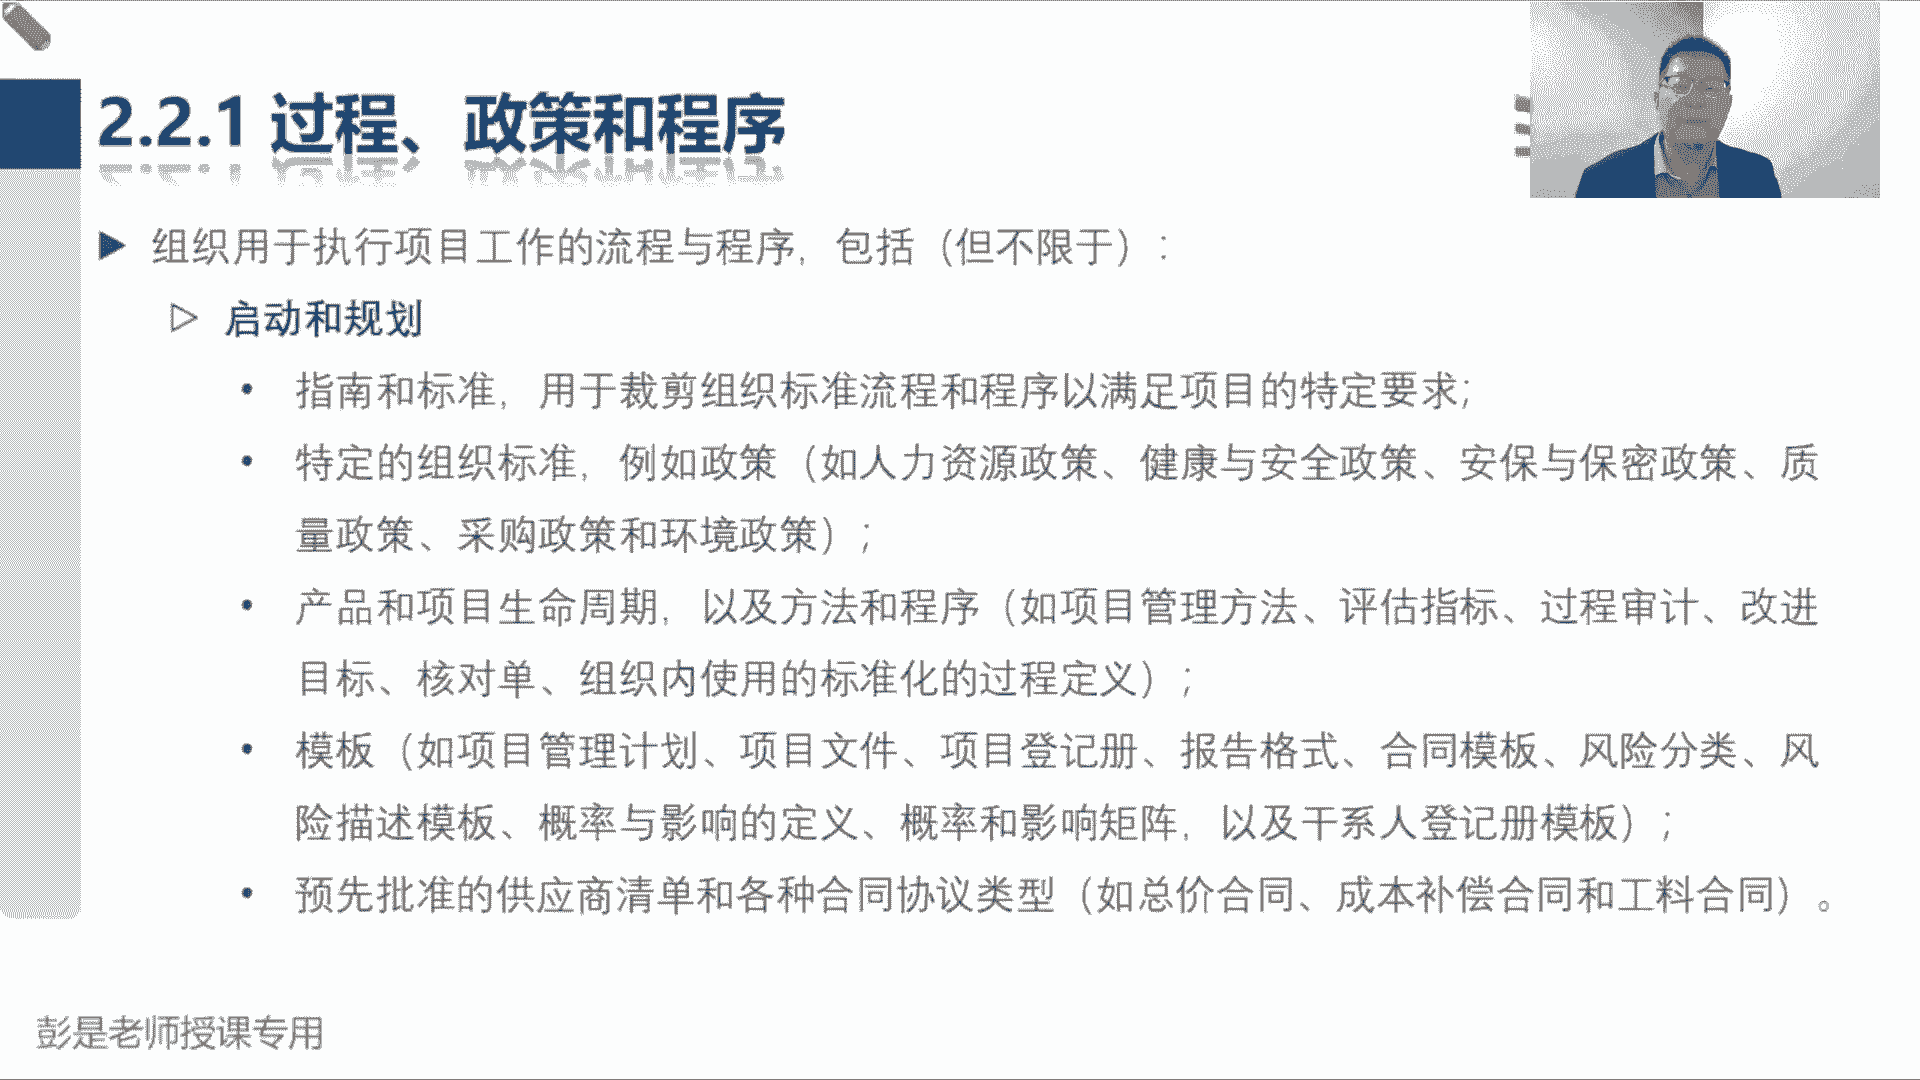 2.2.1 过程、政策和程序
组织用于执行项目工作的流程与程序，包括（但不限于）：
启动和规划
• 指南和标准，用于裁剪组织标准流程和程序以满足项目的特定要求；
• 特定的组织标准，例如政策（如人力资源政策、健康与安全政策、安保与保密政策、质
量政策、采购政策和环境政策）；
• 产品和项目生命周期，以及方法和程序（如项目管理方法、评估指标、过程审计、改进
目标、核对单、组织内使用的标准化的过程定义）；
• 模板（如项目管理计划、项目文件、项目登记册、报告格式、合同模板、风险分类、风
险描述模板、概率与影响的定义、概率和影响矩阵，以及干系人登记册模板）；
• 预先批准的供应商清单和各种合同协议类型（如总价合同、成本补偿合同和工料合同）。
彭是老师授课专用